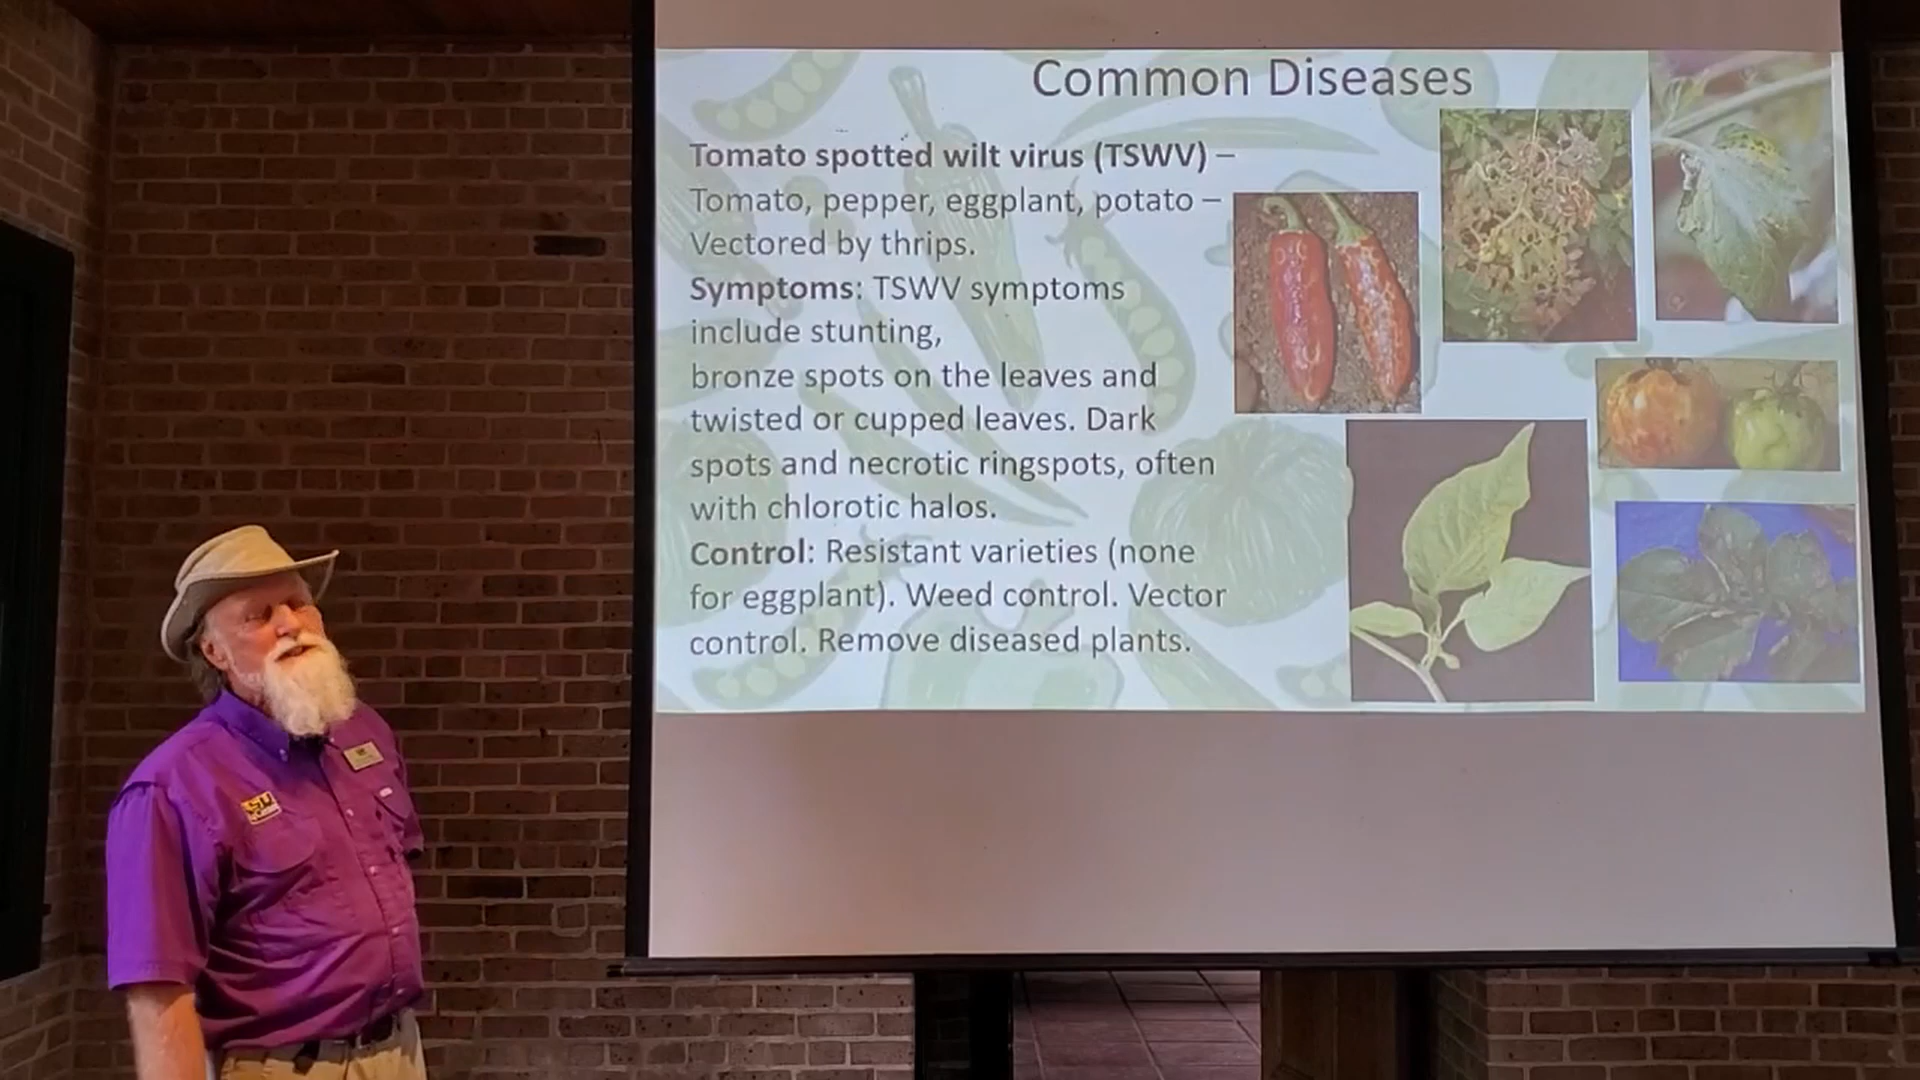 Common Diseases
Tomato spotted wilt virus (TSWV) –
Tomato, pepper, eggplant, potato –
Vectored by thrips.
Symptoms: TSWV symptoms
include stunting,
bronze spots on the leaves and
twisted or cupped leaves. Dark
spots and necrotic ringspots, often
with chlorotic halos.
Control: Resistant varieties (none
for eggplant). Weed control. Vector
control. Remove diseased plants.